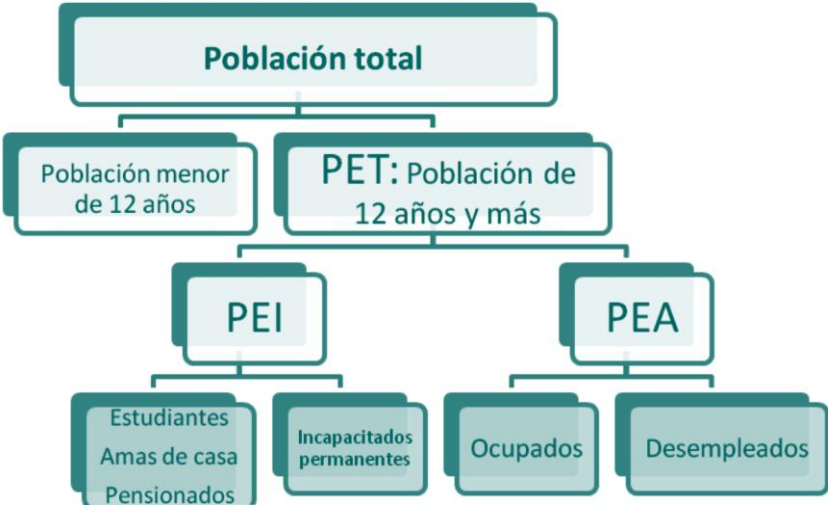 Población total
Población menor
de 12 años
PET: Población de
12 años y más
PEI
PEA
Estudiantes
Amas de casa
Pensionados
Incapacitados
permanentes
Ocupados
Desempleados